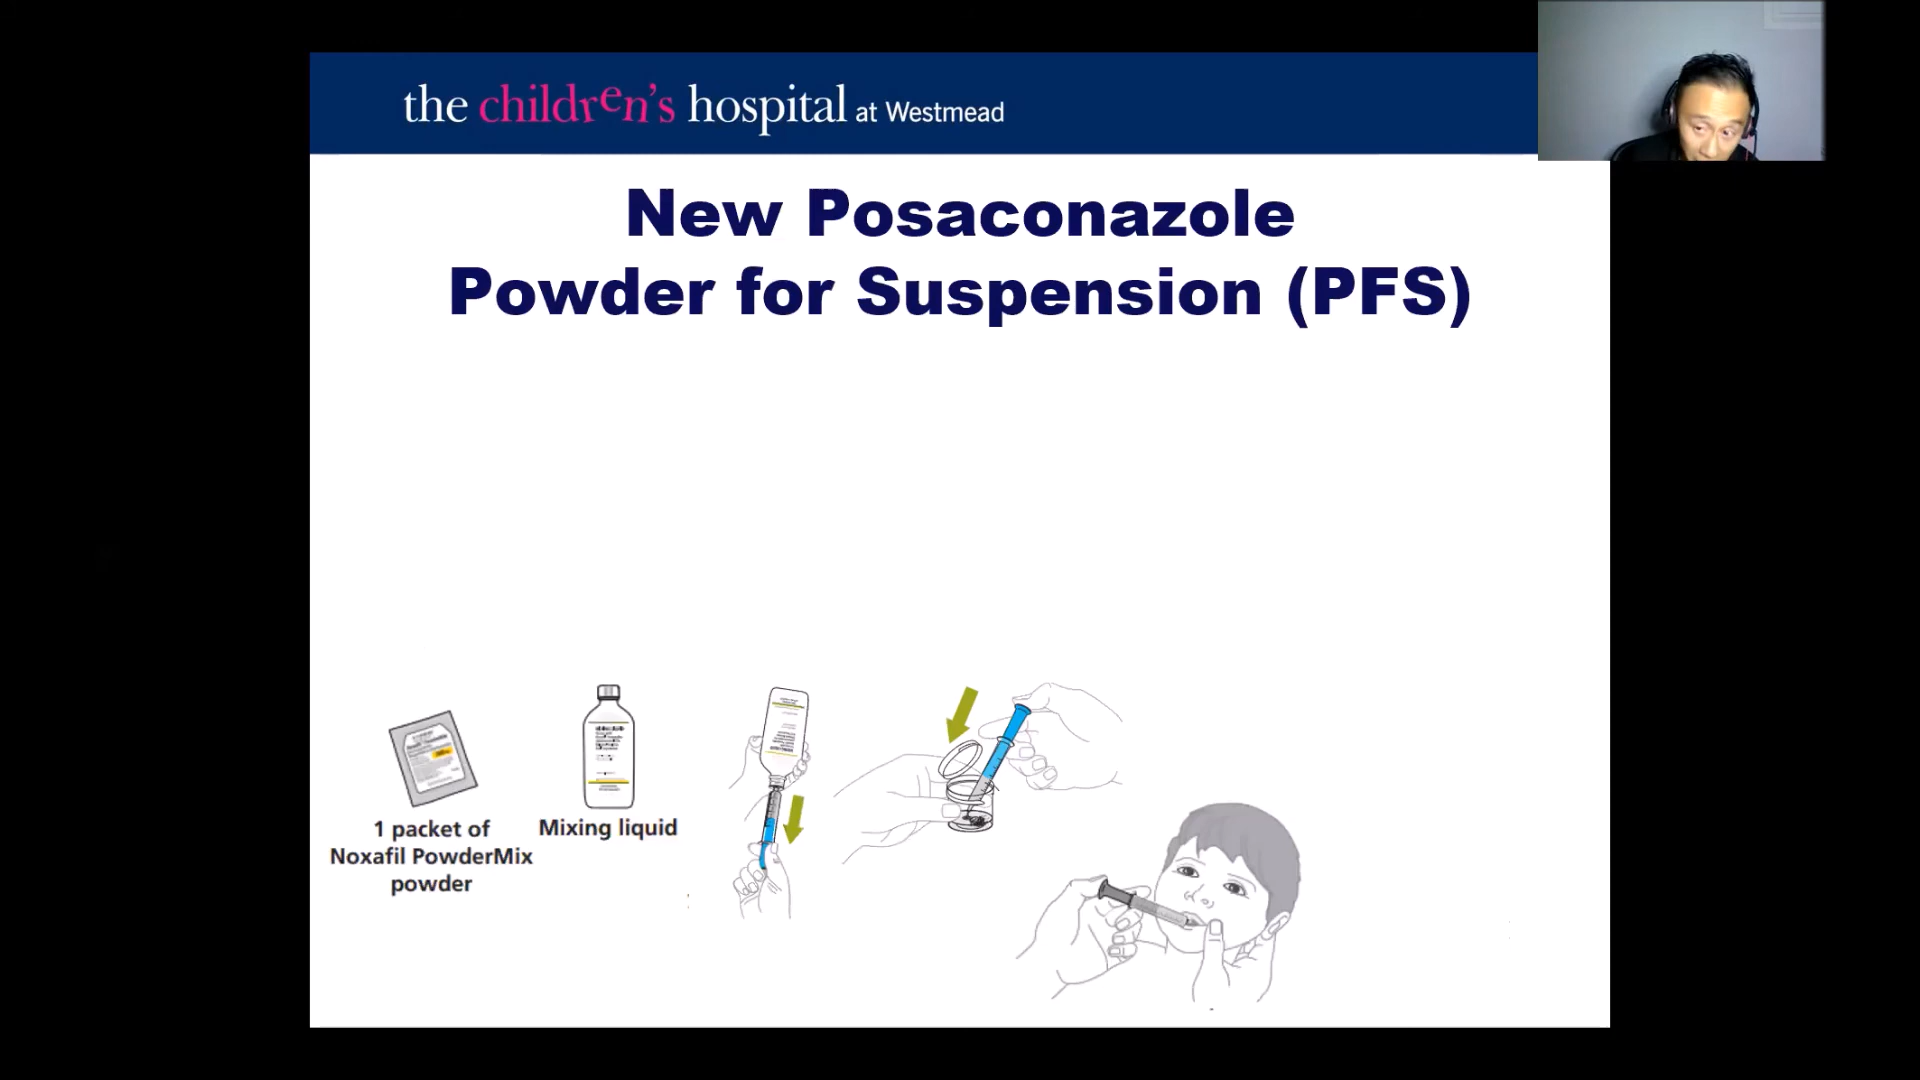 the children's hospital at Westmead
New Posaconazole
Powder for Suspension (PFS)
1 packet of
Noxafil PowderMix
powder
Mixing liquid